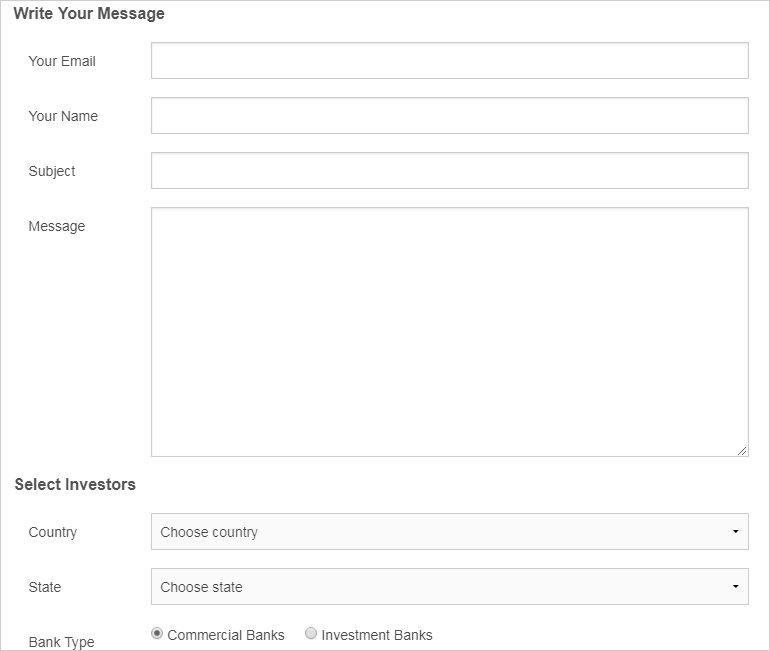 Write Your Message
Your Email
Your Name
Subject
Message
Select Investors
Country Choose country
State Choose state
Bank Type Commercial Banks Investment Banks